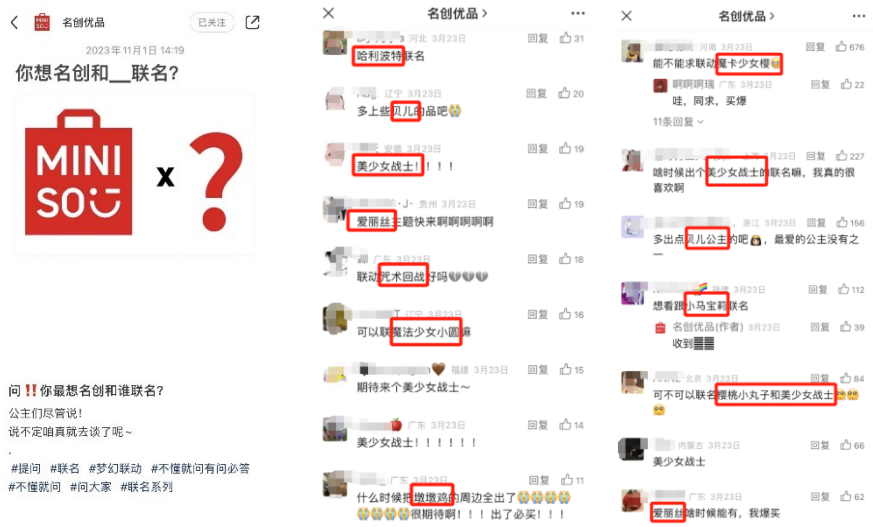 名创优品
已关注
2023年11月1日 14:19
你想名创和__联名?
MINI
SO
x
?
问‼️你最想名创和谁联名?
公主们尽管说!
说不定咱真就去谈了呢~
.
#提问 #联名 #梦幻联动 #不懂就问有问必答
#不懂就问 #问大家 #联名系列
名创优品
河北 3月23日 回复 31
哈利波特联名
辽宁 3月23日 回复 20
多上些贝儿的品吧😭
安徽 3月23日 回复 19
美少女战士!!!!
贵州 3月23日 回复 19
爱丽丝主题快来啊啊啊啊啊
广东 3月23日 回复 18
联动咒术回战好吗💔💔💔
辽宁 3月23日 回复 16
可以联魔法少女小圆嘛
福建 3月23日 回复 15
期待来个美少女战士~
广东 3月23日 回复 14
美少女战士!!!!!!
广东 3月23日 回复 11
什么时候把墩墩鸡的周边全出了😭😭😭😭
😭😭😭😭😭很期待啊!!!出了必买!!!
名创优品
河南 3月23日 回复 676
能不能求联动魔卡少女樱🥹
啊啊啊瑞 广东 3月23日 回复 22
哇,同求,买爆
11条回复
3月23日 回复 227
啥时候出个美少女战士的联名嘛,我真的很
喜欢啊
浙江 3月23日 回复 156
多出点贝儿公主的吧👸🏻,最爱的公主没有之
一
福建 3月23日 回复 112
想看跟小马宝莉联名
名创优品(作者) 3月23日 回复 39
收到
北京 3月23日 回复 84
可不可以联名樱桃小丸子和美少女战士🥹🥹
🥹
内蒙古 3月23日 回复 66
美少女战士
广东 3月23日 回复 62
爱丽丝啥时候能有,我爆买